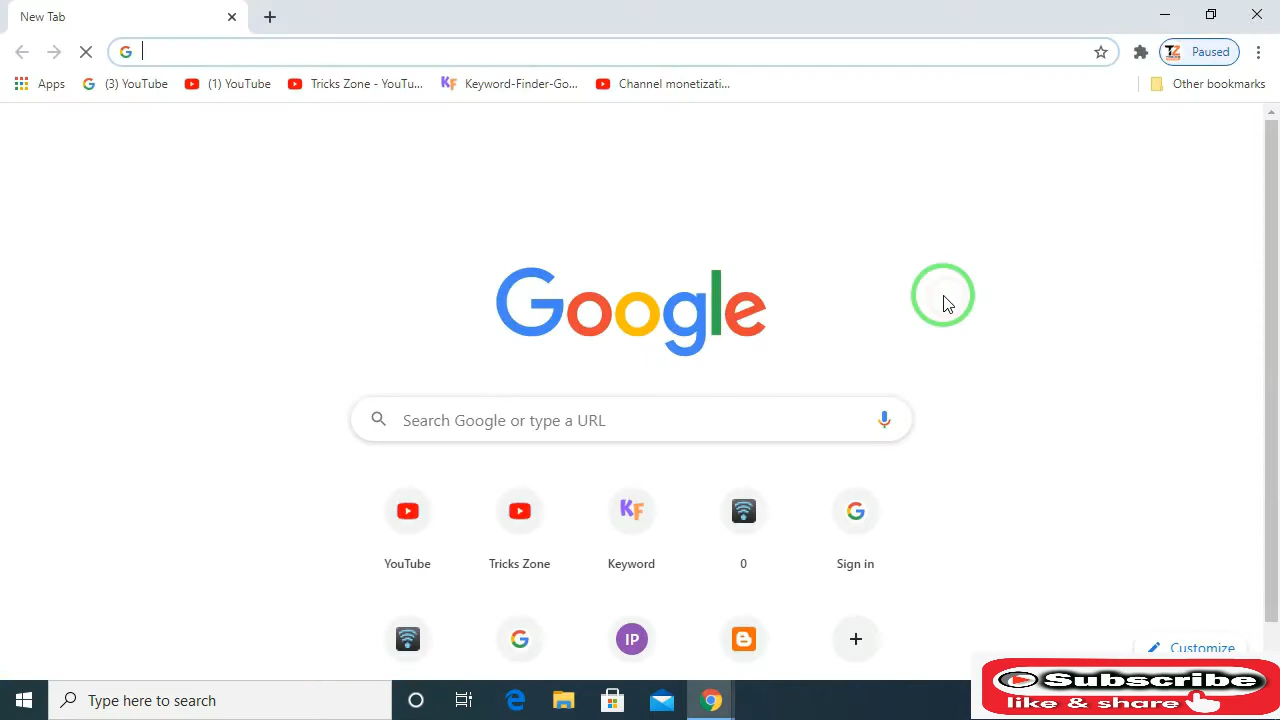 New Tab
Paused
Apps
(3) YouTube
(1) YouTube
Tricks Zone - YouTu...
Keyword-Finder-Go...
Channel monetizati...
Other bookmarks
Google
Search Google or type a URL
KF
YouTube
Tricks Zone
Keyword
0
Sign in
IP
Customize
Subscribe
like & share
Type here to search